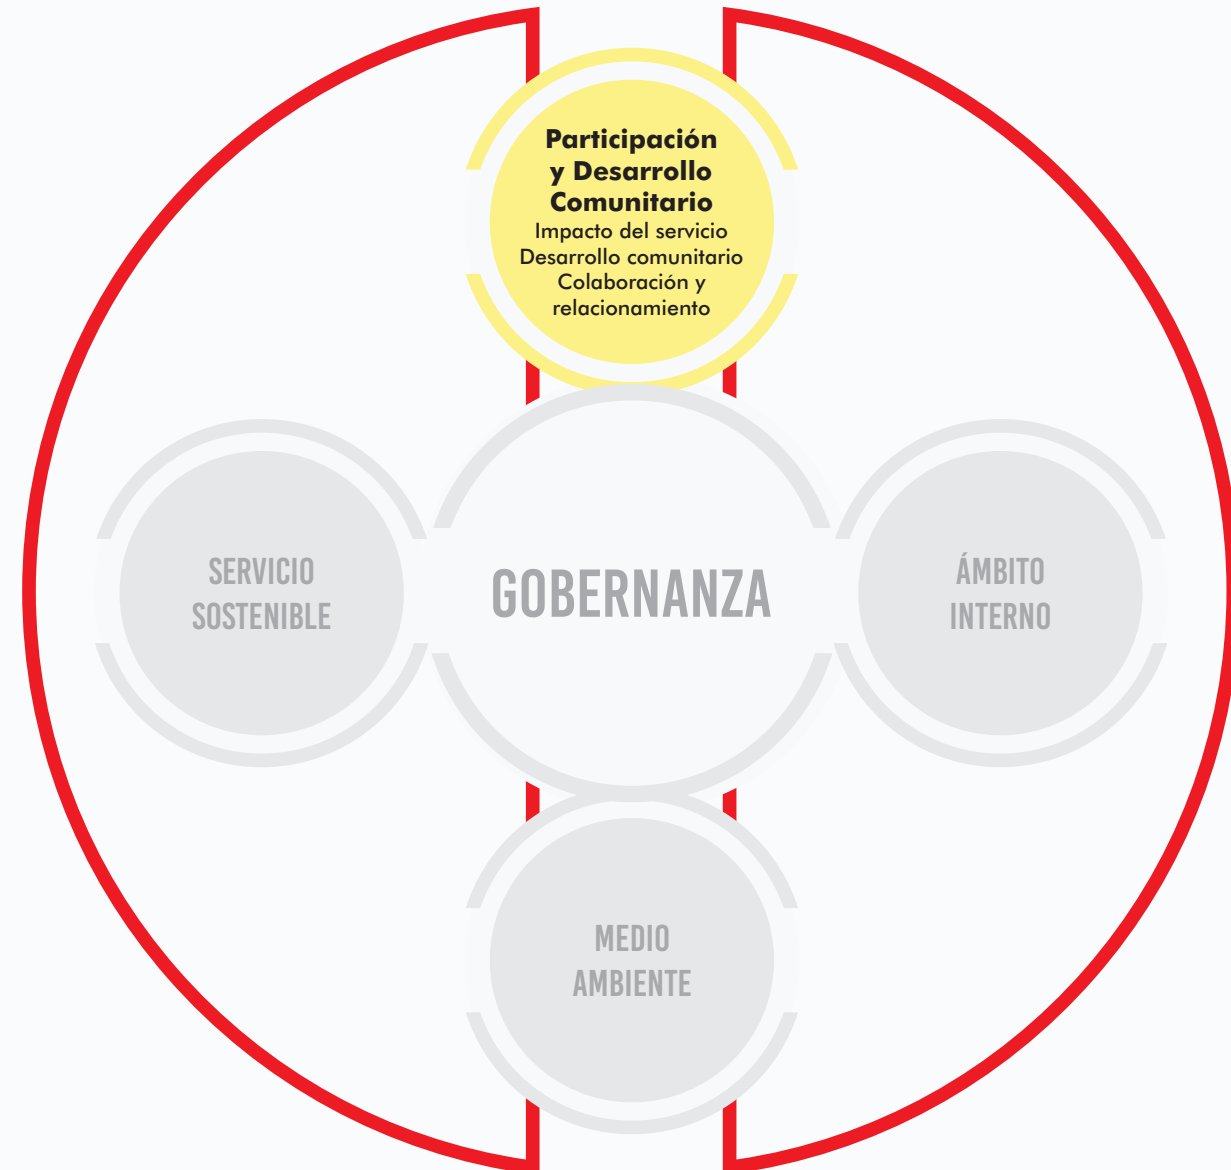 Participación
y Desarrollo
Comunitario
Impacto del servicio
Desarrollo comunitario
Colaboración y
relacionamiento
SERVICIO
SOSTENIBLE
GOBERNANZA
ÁMBITO
INTERNO
MEDIO
AMBIENTE